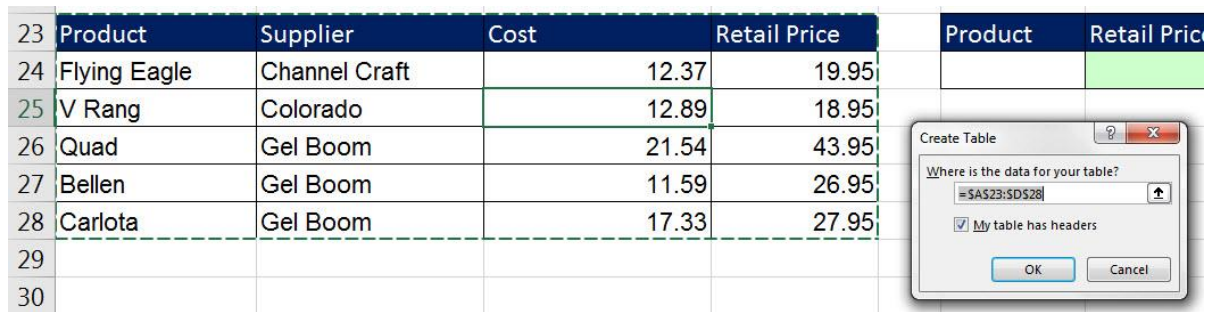 23 Product Supplier Cost Retail Price Product Retail Pric
24 Flying Eagle Channel Craft 12.37 19.95
25 V Rang Colorado 12.89 18.95
26 Quad Gel Boom 21.54 43.95
27 Bellen Gel Boom 11.59 26.95
28 Carlota Gel Boom 17.33 27.95
29
30
Create Table
Where is the data for your table?
=$A$23:$D$28
My table has headers
OK Cancel